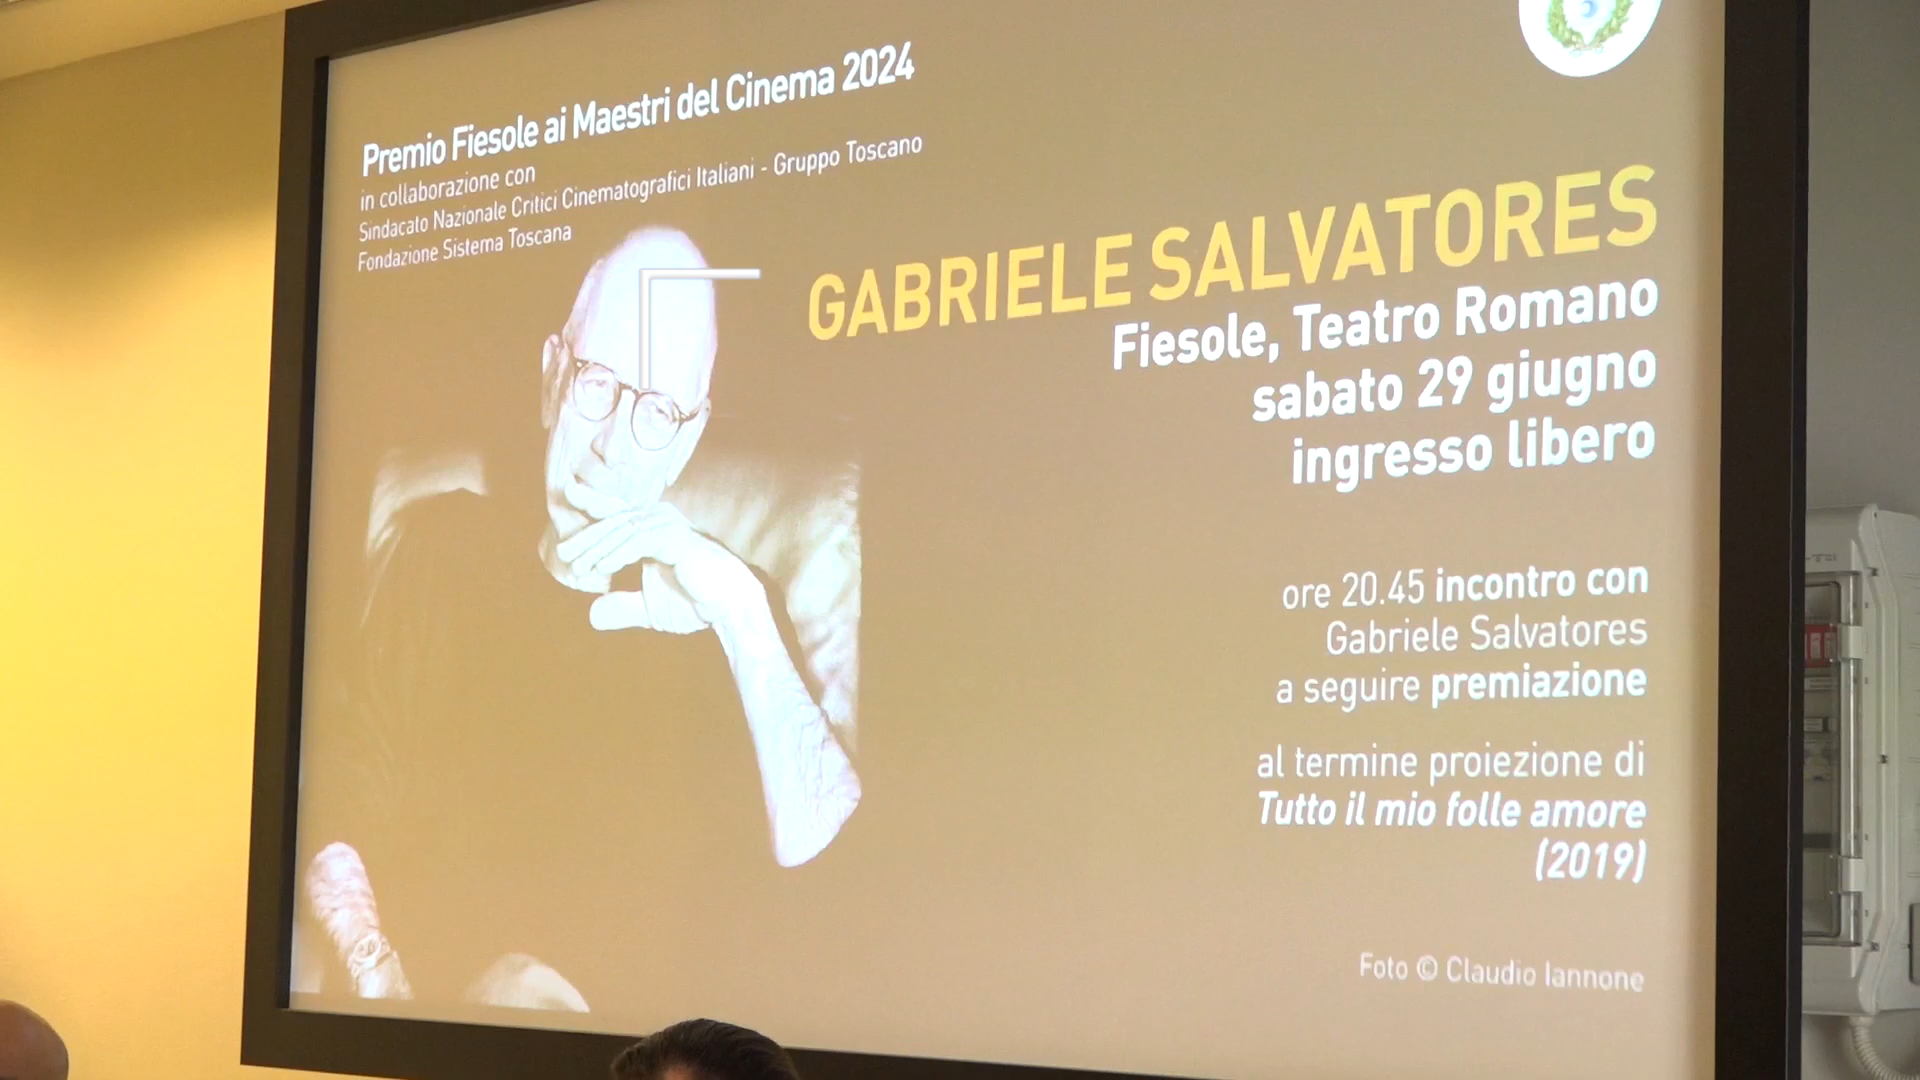 Premio Fiesole ai Maestri del Cinema 2024
in collaborazione con
Sindacato Nazionale Critici Cinematografici Italiani - Gruppo Toscano
Fondazione Sistema Toscana
GABRIELE SALVATORES
Fiesole, Teatro Romano
sabato 29 giugno
ingresso libero
ore 20.45 incontro con
Gabriele Salvatores
a seguire premiazione
al termine proiezione di
Tutto il mio folle amore
(2019)
Foto © Claudio Iannone